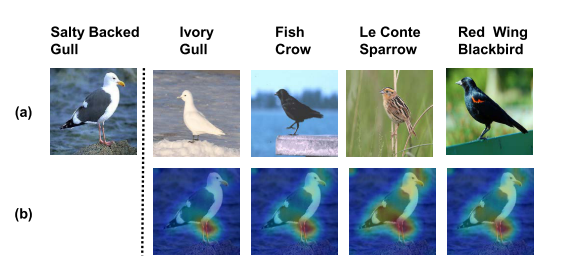 Salty Backed Gull
Ivory Gull
Fish Crow
Le Conte Sparrow
Red Wing Blackbird
(a)
(b)